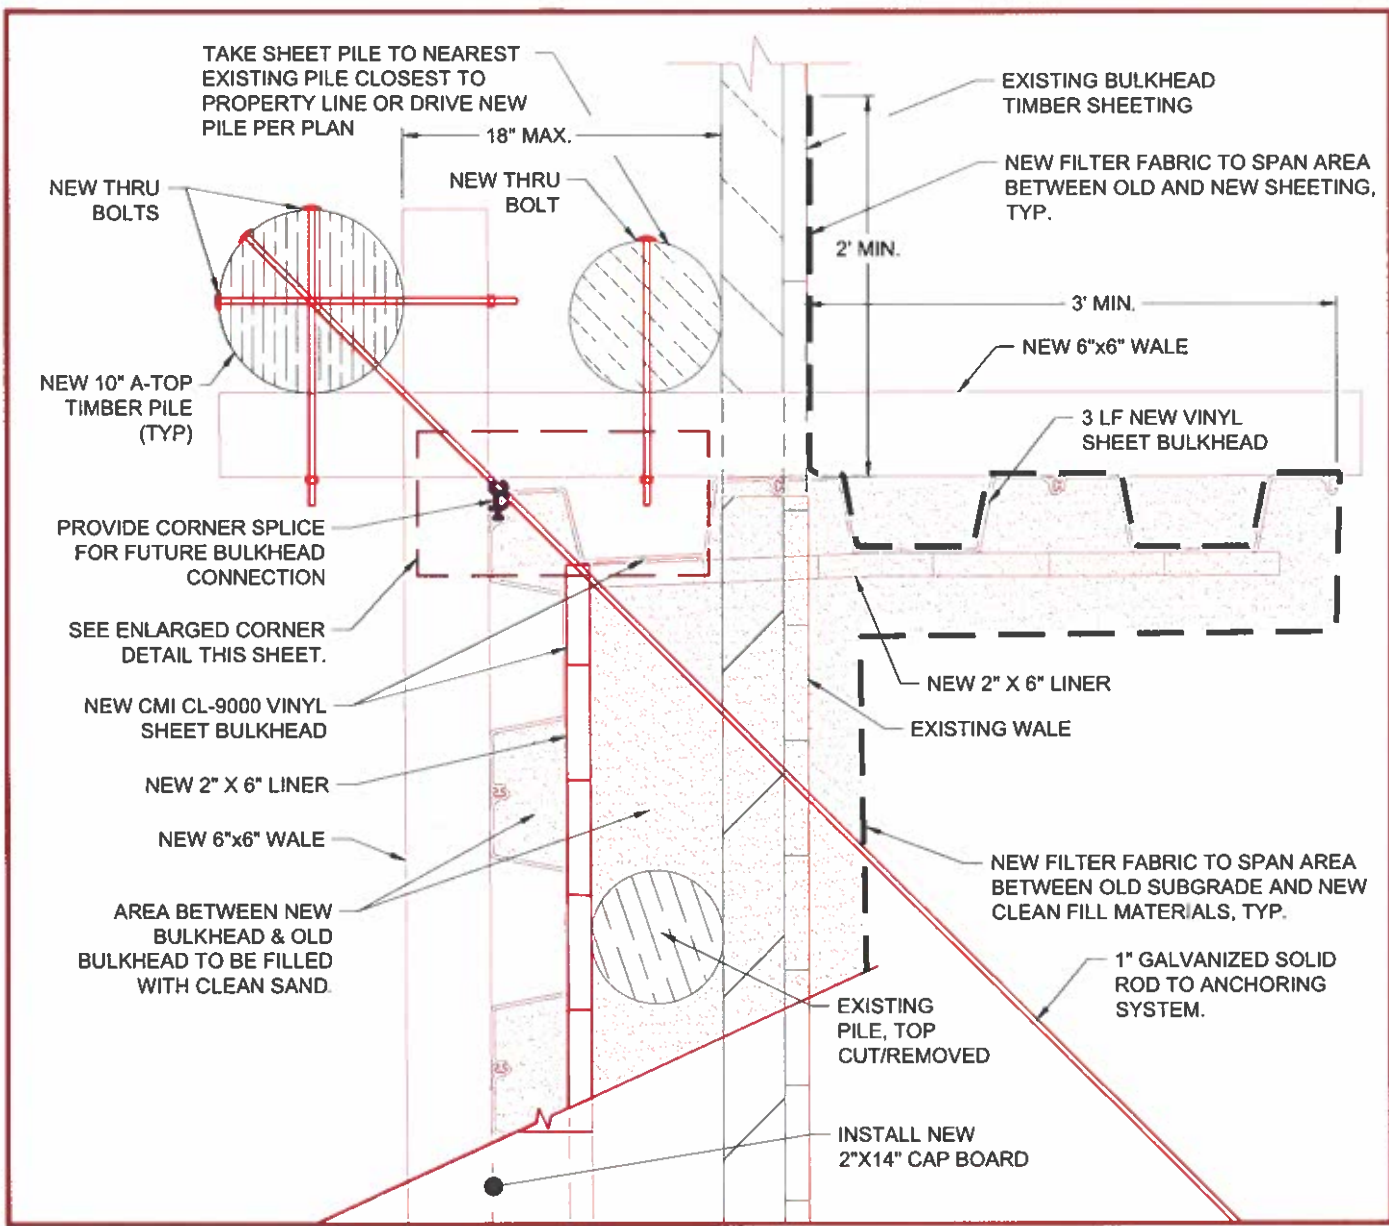 TAKE SHEET PILE TO NEAREST
EXISTING PILE CLOSEST TO
PROPERTY LINE OR DRIVE NEW
PILE PER PLAN
18" MAX.
EXISTING BULKHEAD
TIMBER SHEETING
NEW THRU
BOLTS
NEW THRU
BOLT
NEW FILTER FABRIC TO SPAN AREA
BETWEEN OLD AND NEW SHEETING,
TYP.
2' MIN.
3' MIN.
NEW 6"x6" WALE
NEW 10" A-TOP
TIMBER PILE
(TYP)
3 LF NEW VINYL
SHEET BULKHEAD
PROVIDE CORNER SPLICE
FOR FUTURE BULKHEAD
CONNECTION
SEE ENLARGED CORNER
DETAIL THIS SHEET.
NEW 2" X 6" LINER
NEW CMI CL-9000 VINYL
SHEET BULKHEAD
EXISTING WALE
NEW 2" X 6" LINER
NEW 6"x6" WALE
NEW FILTER FABRIC TO SPAN AREA
BETWEEN OLD SUBGRADE AND NEW
CLEAN FILL MATERIALS, TYP.
AREA BETWEEN NEW
BULKHEAD & OLD
BULKHEAD TO BE FILLED
WITH CLEAN SAND.
1" GALVANIZED SOLID
ROD TO ANCHORING
SYSTEM.
EXISTING
PILE, TOP
CUT/REMOVED
INSTALL NEW
2"X14" CAP BOARD